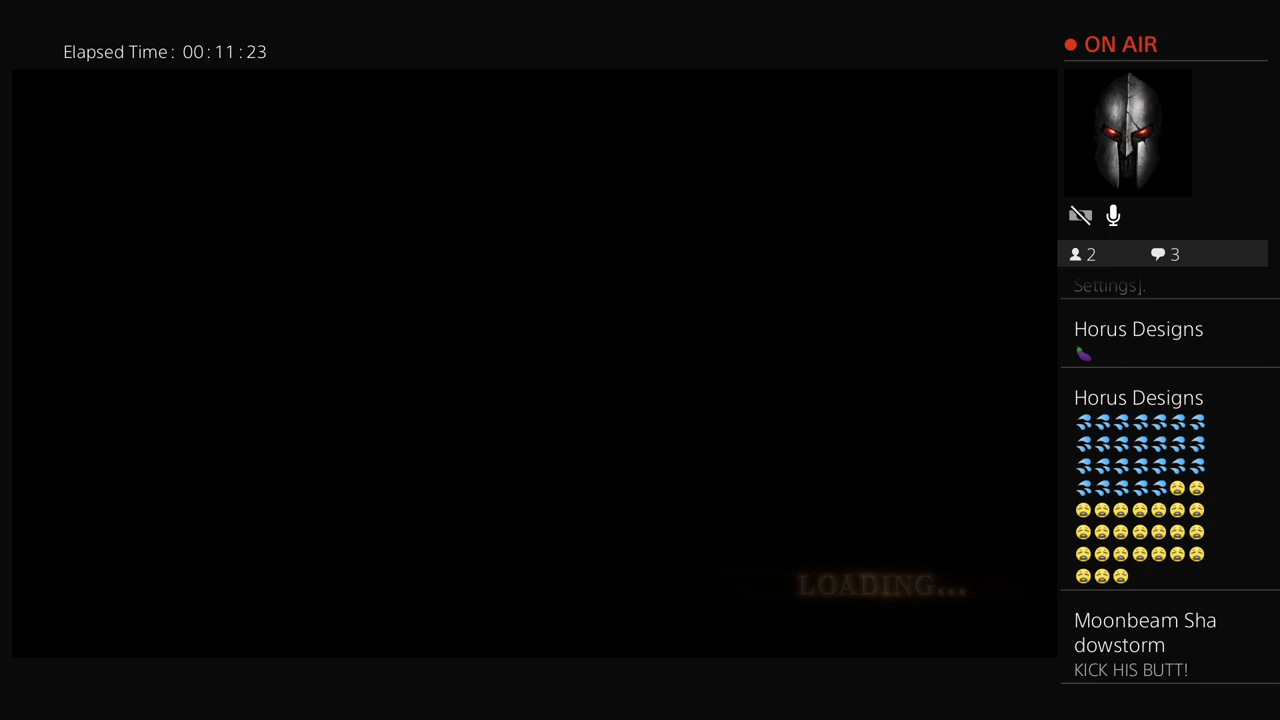 Elapsed Time: 00:11:23
ON AIR
2 3
Settings].
Horus Designs
🍆
Horus Designs
💦💦💦💦💦💦💦
💦💦💦💦💦💦💦
💦💦💦💦💦💦💦
💦💦💦💦💦😩😩
😩😩😩😩😩😩😩
😩😩😩😩😩😩😩
😩😩😩😩😩😩😩
😩😩😩
LOADING...
Moonbeam Sha
dowstorm
KICK HIS BUTT!